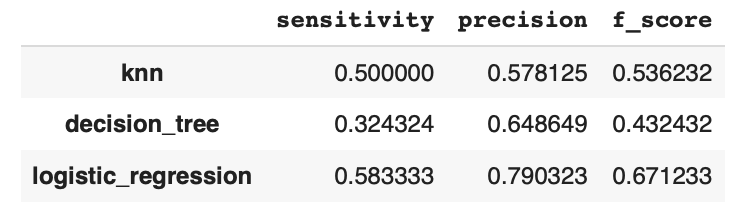 sensitivity precision f_score
knn 0.500000 0.578125 0.536232
decision_tree 0.324324 0.648649 0.432432
logistic_regression 0.583333 0.790323 0.671233